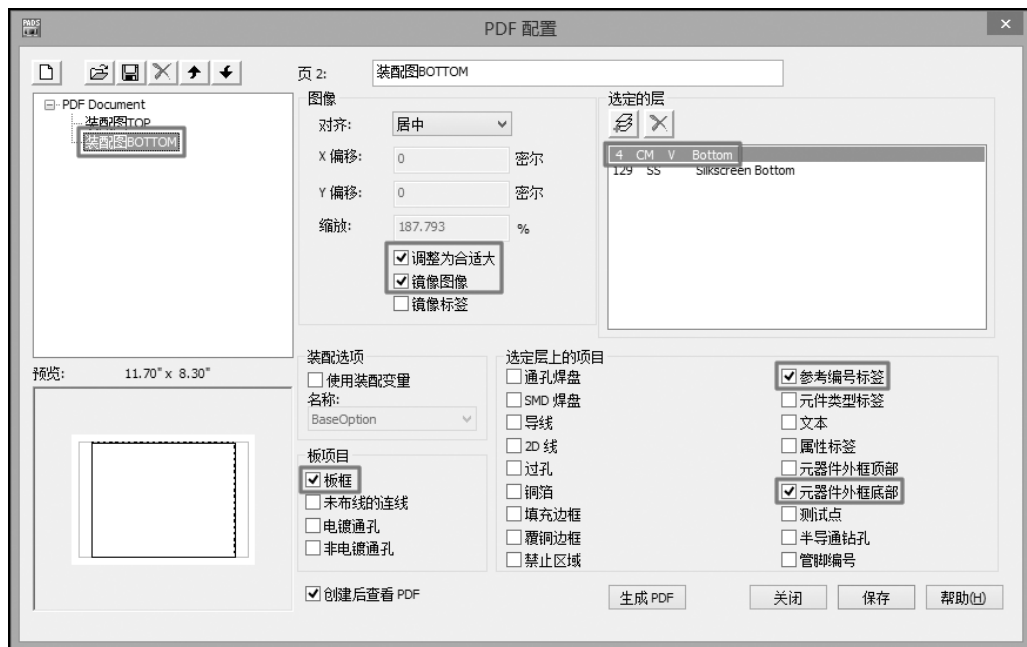 PADS
PDF 配置
页 2:
装配图BOTTOM
PDF Document
装配图TOP
装配图BOTTOM
图像
对齐:
居中
X 偏移:
0
密尔
Y 偏移:
0
密尔
缩放:
187.793
%
调整为合适大
镜像图像
镜像标签
选定的层
4 CM V Bottom
129 SS Silkscreen Bottom
预览:
11.70" x 8.30"
装配选项
使用装配变量
名称:
BaseOption
板项目
板框
未布线的连线
电镀通孔
非电镀通孔
创建后查看 PDF
选定层上的项目
通孔焊盘
SMD 焊盘
导线
2D 线
过孔
铜箔
填充边框
覆铜边框
禁止区域
参考编号标签
元件类型标签
文本
属性标签
元器件外框顶部
元器件外框底部
测试点
半导通钻孔
管脚编号
生成 PDF
关闭
保存
帮助(H)